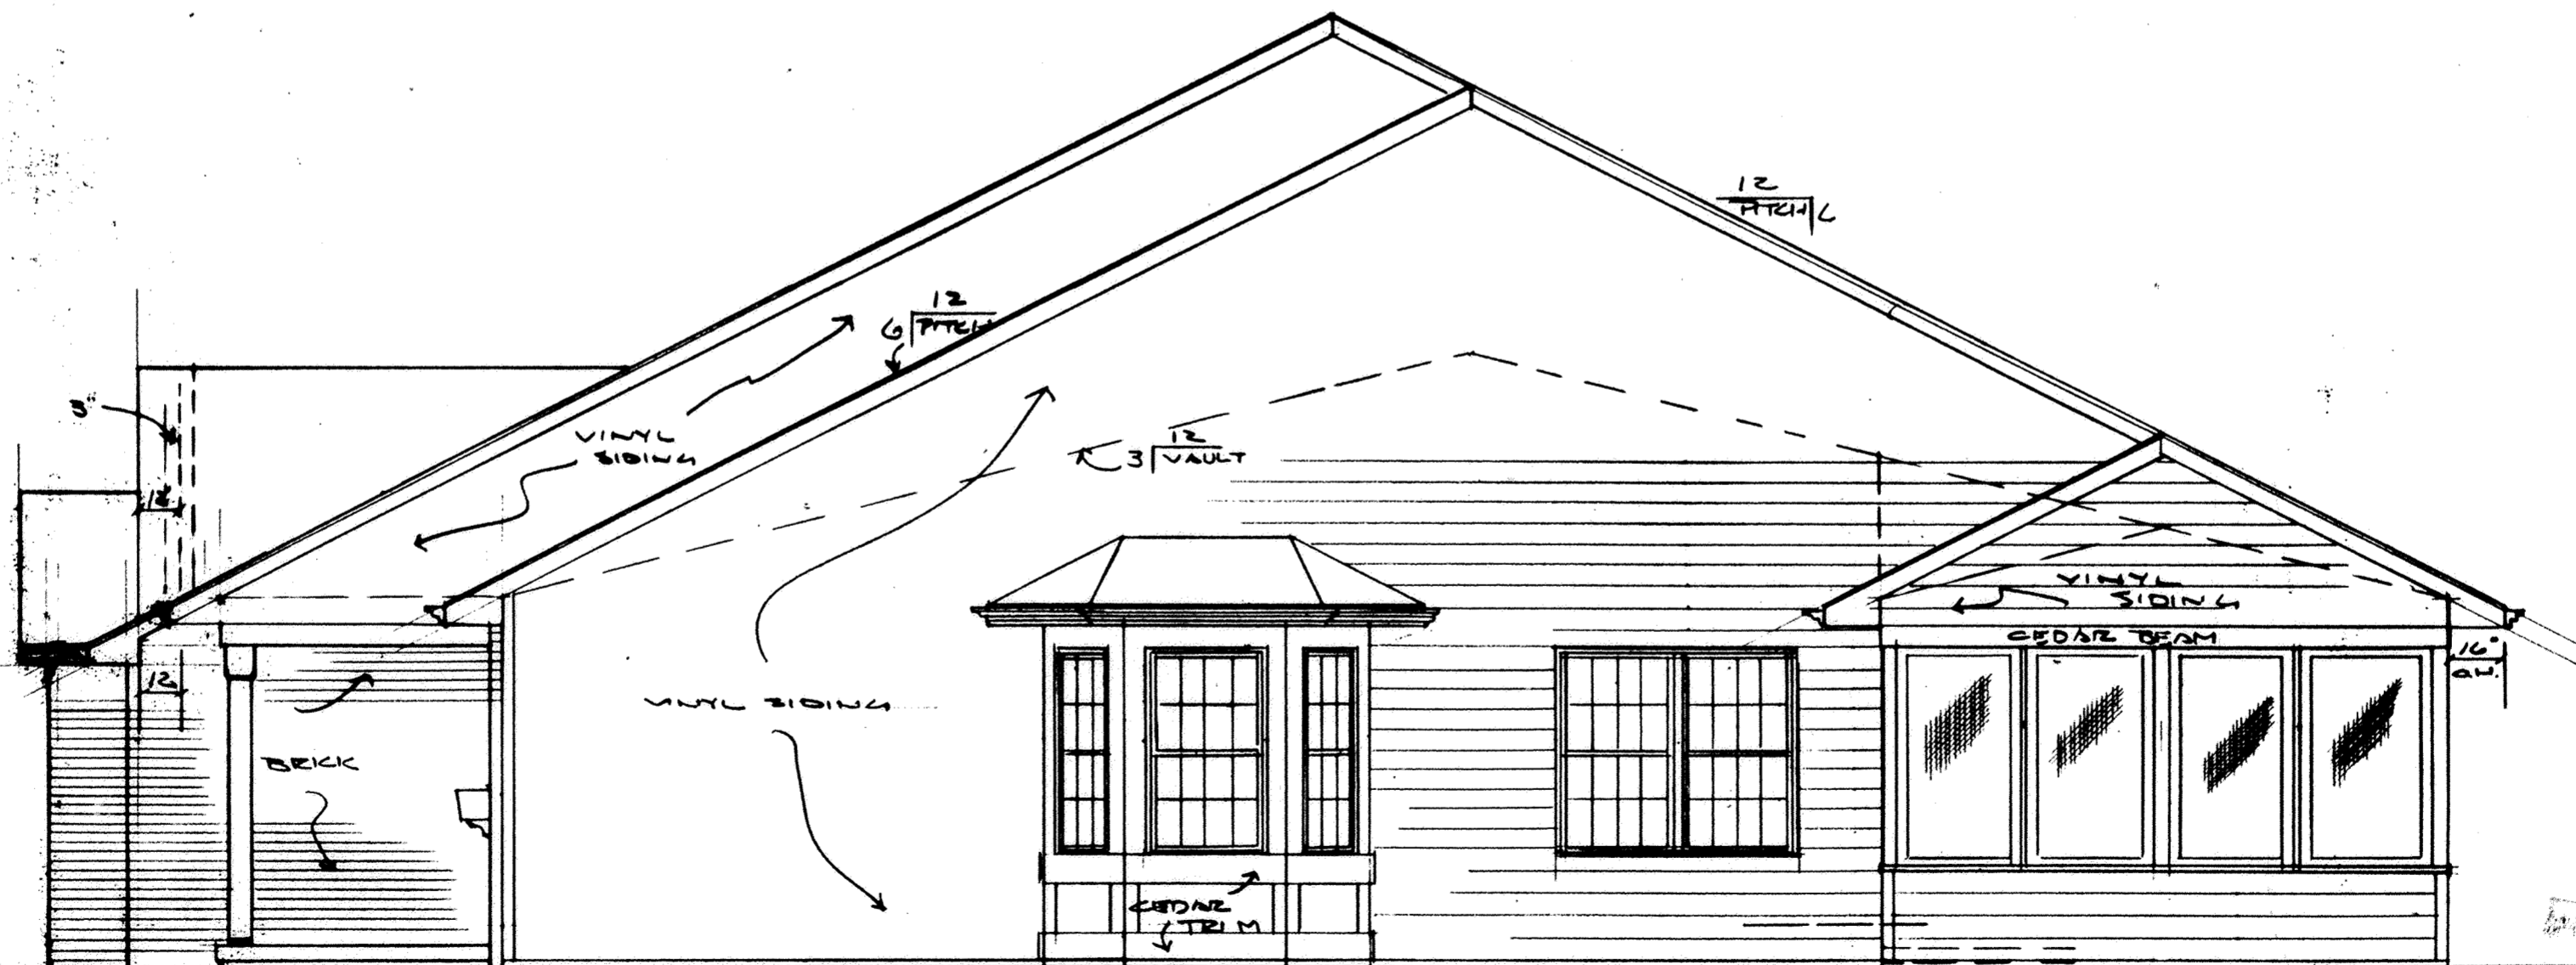 12
PITCH 6
12
6 PITCH
3"
VINYL
SIDING
12
3 VAULT
12"
VINYL
SIDING
CEDAR BEAM
16"
O.H.
12
VINYL SIDING
BRICK
CEDAR
TRIM